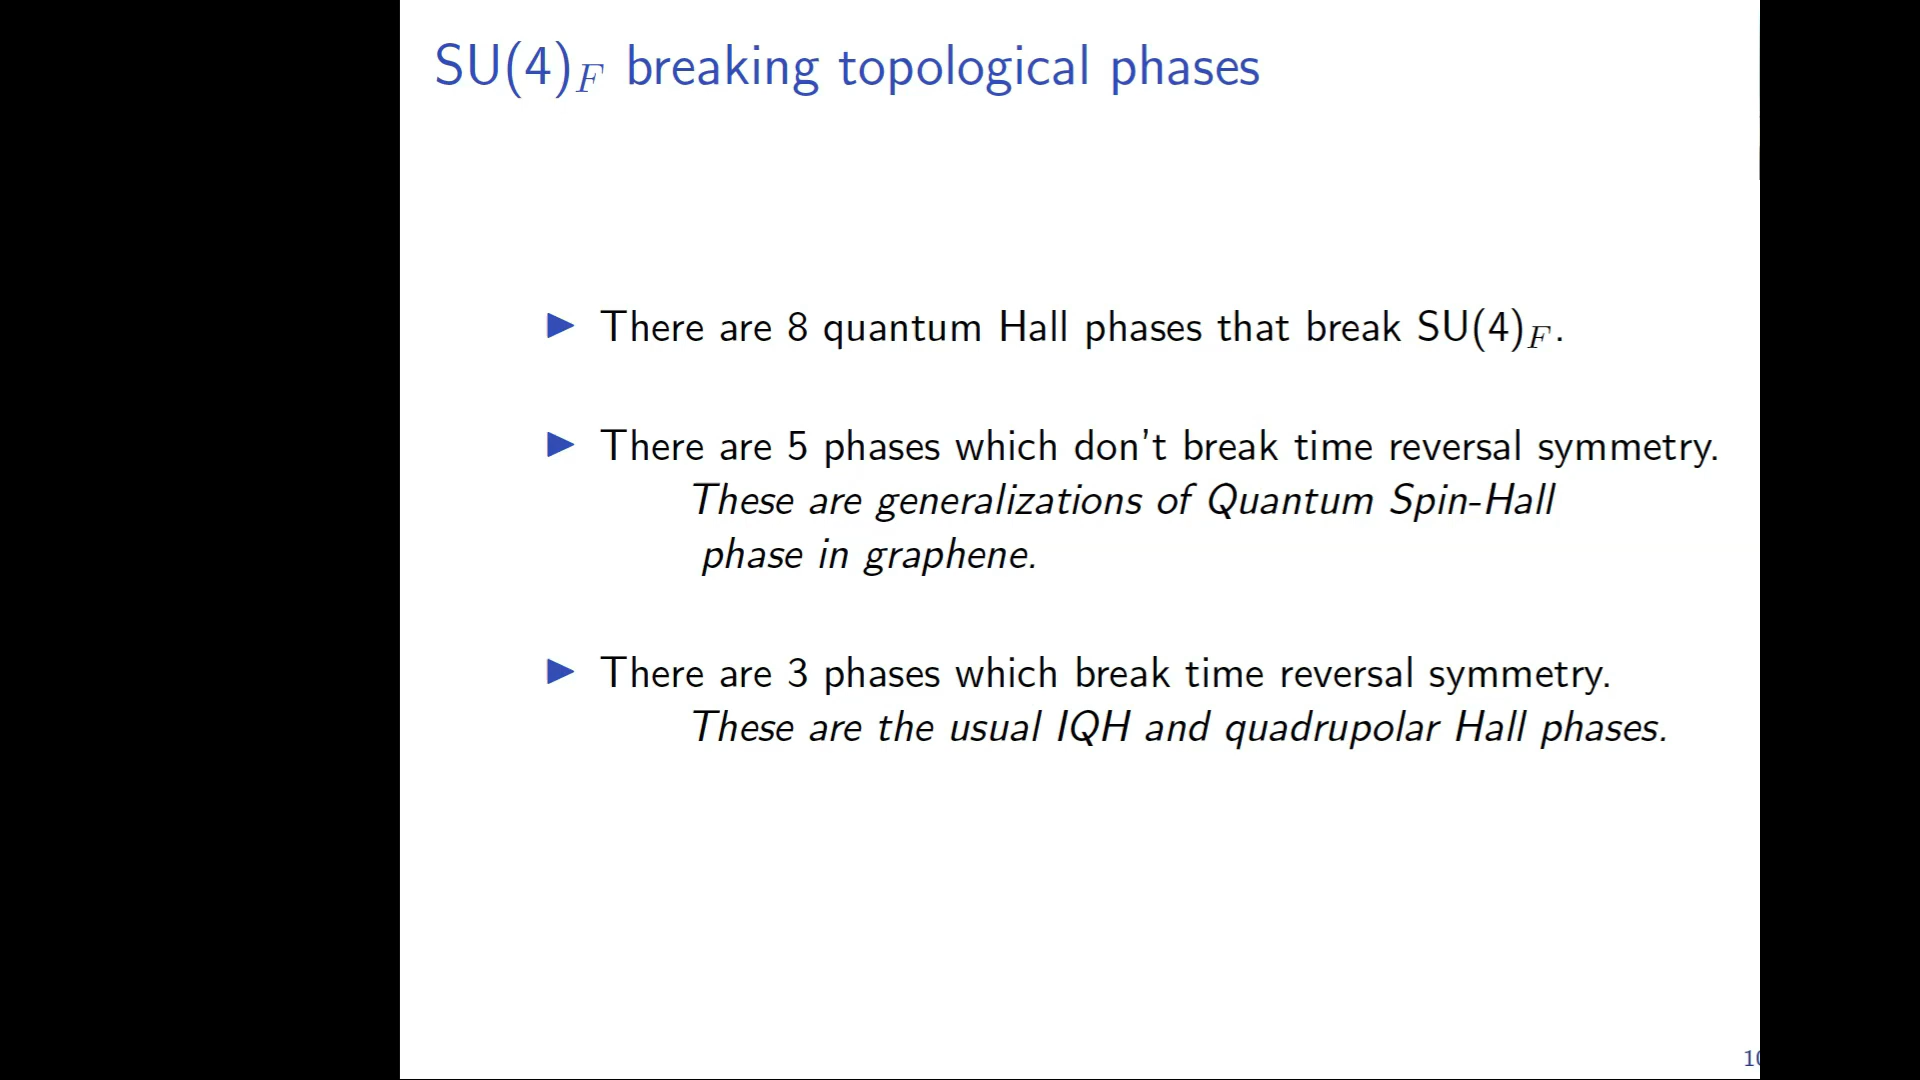 SU(4)_F breaking topological phases
▶ There are 8 quantum Hall phases that break SU(4)_F.
▶ There are 5 phases which don't break time reversal symmetry.
These are generalizations of Quantum Spin-Hall
phase in graphene.
▶ There are 3 phases which break time reversal symmetry.
These are the usual IQH and quadrupolar Hall phases.